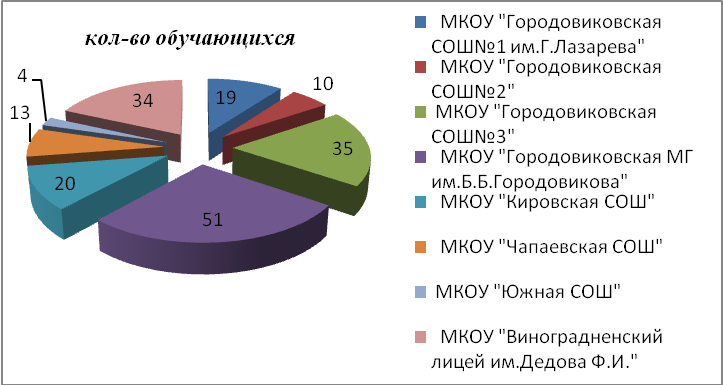 кол-во обучающихся
19
10
35
51
20
13
4
34
МКОУ "Городовиковская
СОШ№1 им.Г.Лазарева"
МКОУ "Городовиковская
СОШ№2"
МКОУ "Городовиковская
СОШ№3"
МКОУ "Городовиковская МГ
им.Б.Б.Городовикова"
МКОУ "Кировская СОШ"
МКОУ "Чапаевская СОШ"
МКОУ "Южная СОШ"
МКОУ "Виноградненский
лицей им.Дедова Ф.И."